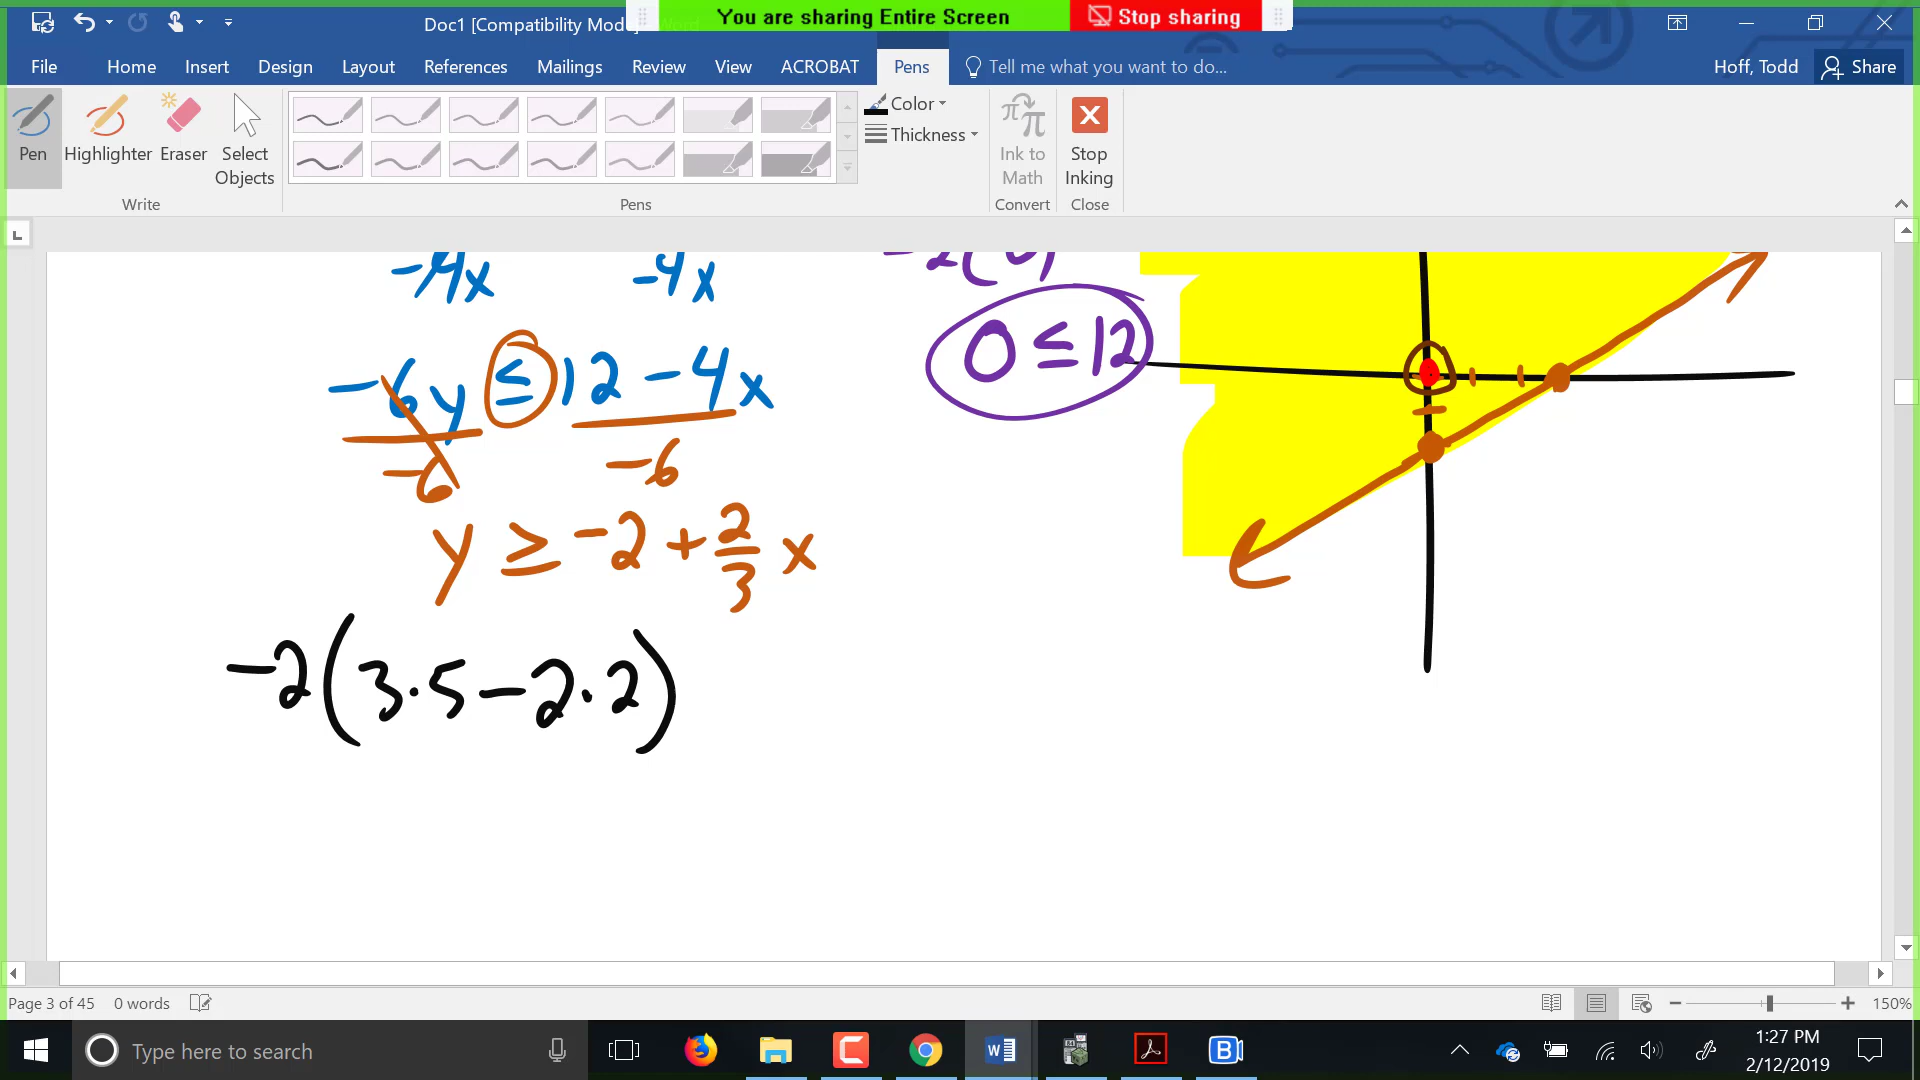 Doc1 [Compatibility Mod
You are sharing Entire Screen
Stop sharing
File Home Insert Design Layout References Mailings Review View ACROBAT Pens Tell me what you want to do... Hoff, Todd Share
Pen Highlighter Eraser Select Objects
Color
Thickness
Ink to Math
Stop Inking
Write Pens Convert Close
-4x -4x
-2(0)
0 ≤ 12
-6y ≤ 12 - 4x
-6 -6
y ≥ -2 + 2/3 x
-2(3·5 - 2·2)
Page 3 of 45 0 words 150%
Type here to search
1:27 PM
2/12/2019